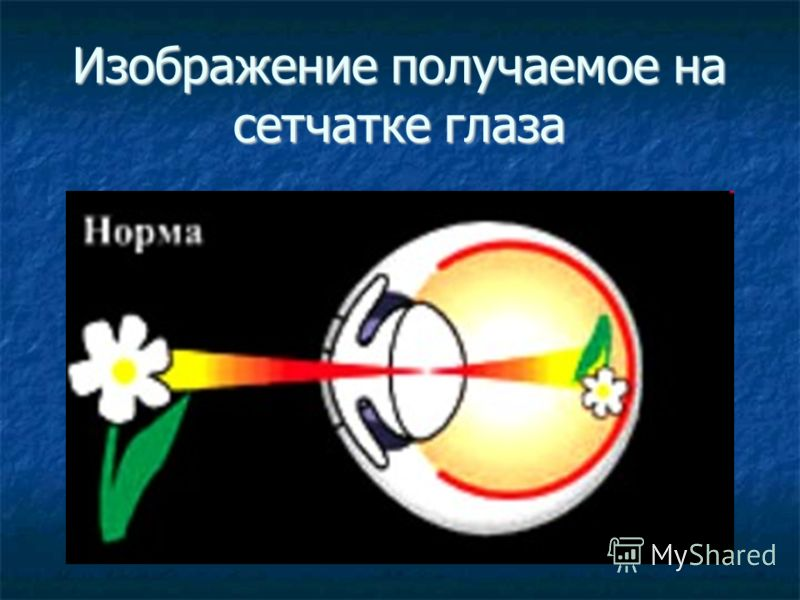 Изображение получаемое на
сетчатке глаза
Норма
MyShared